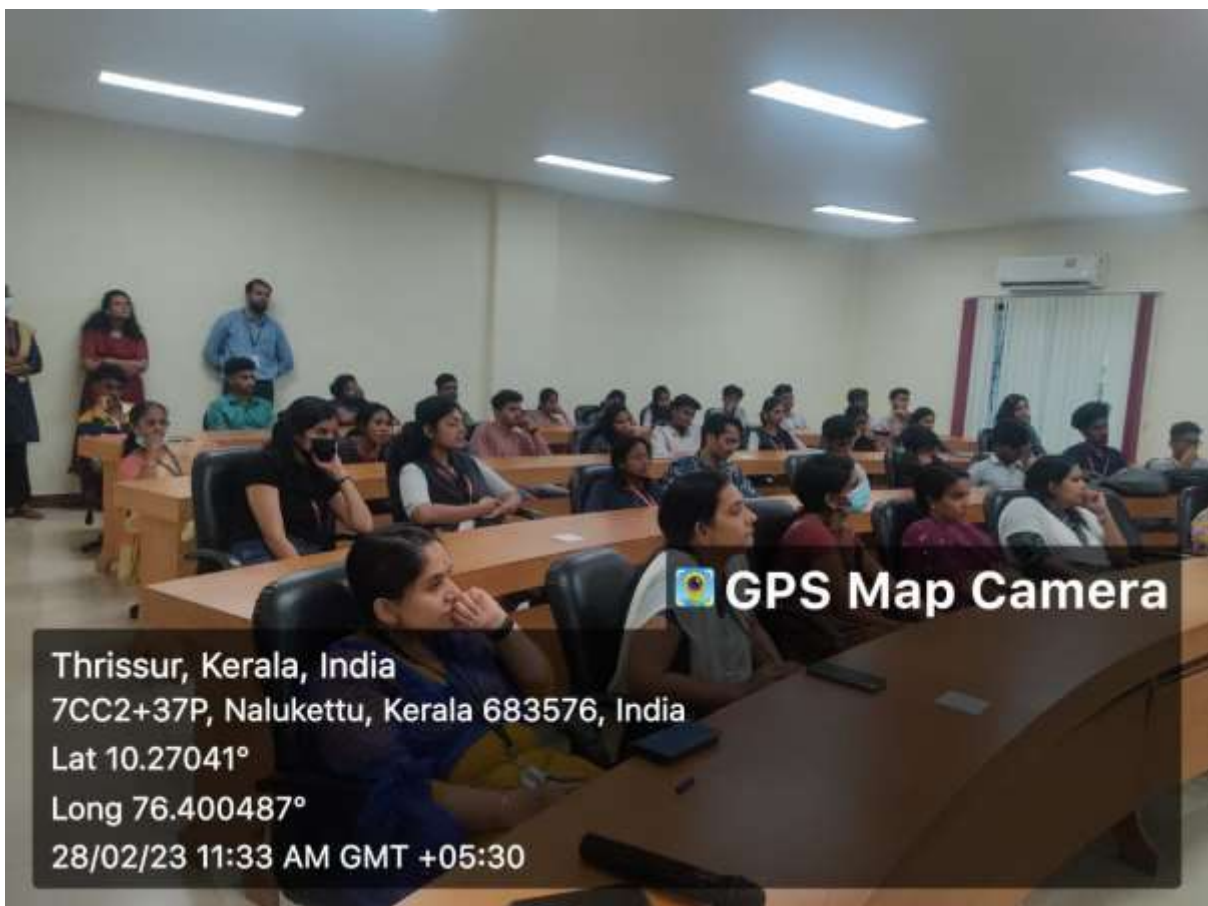 GPS Map Camera
Thrissur, Kerala, India
7CC2+37P, Nalukettu, Kerala 683576, India
Lat 10.27041°
Long 76.400487°
28/02/23 11:33 AM GMT +05:30